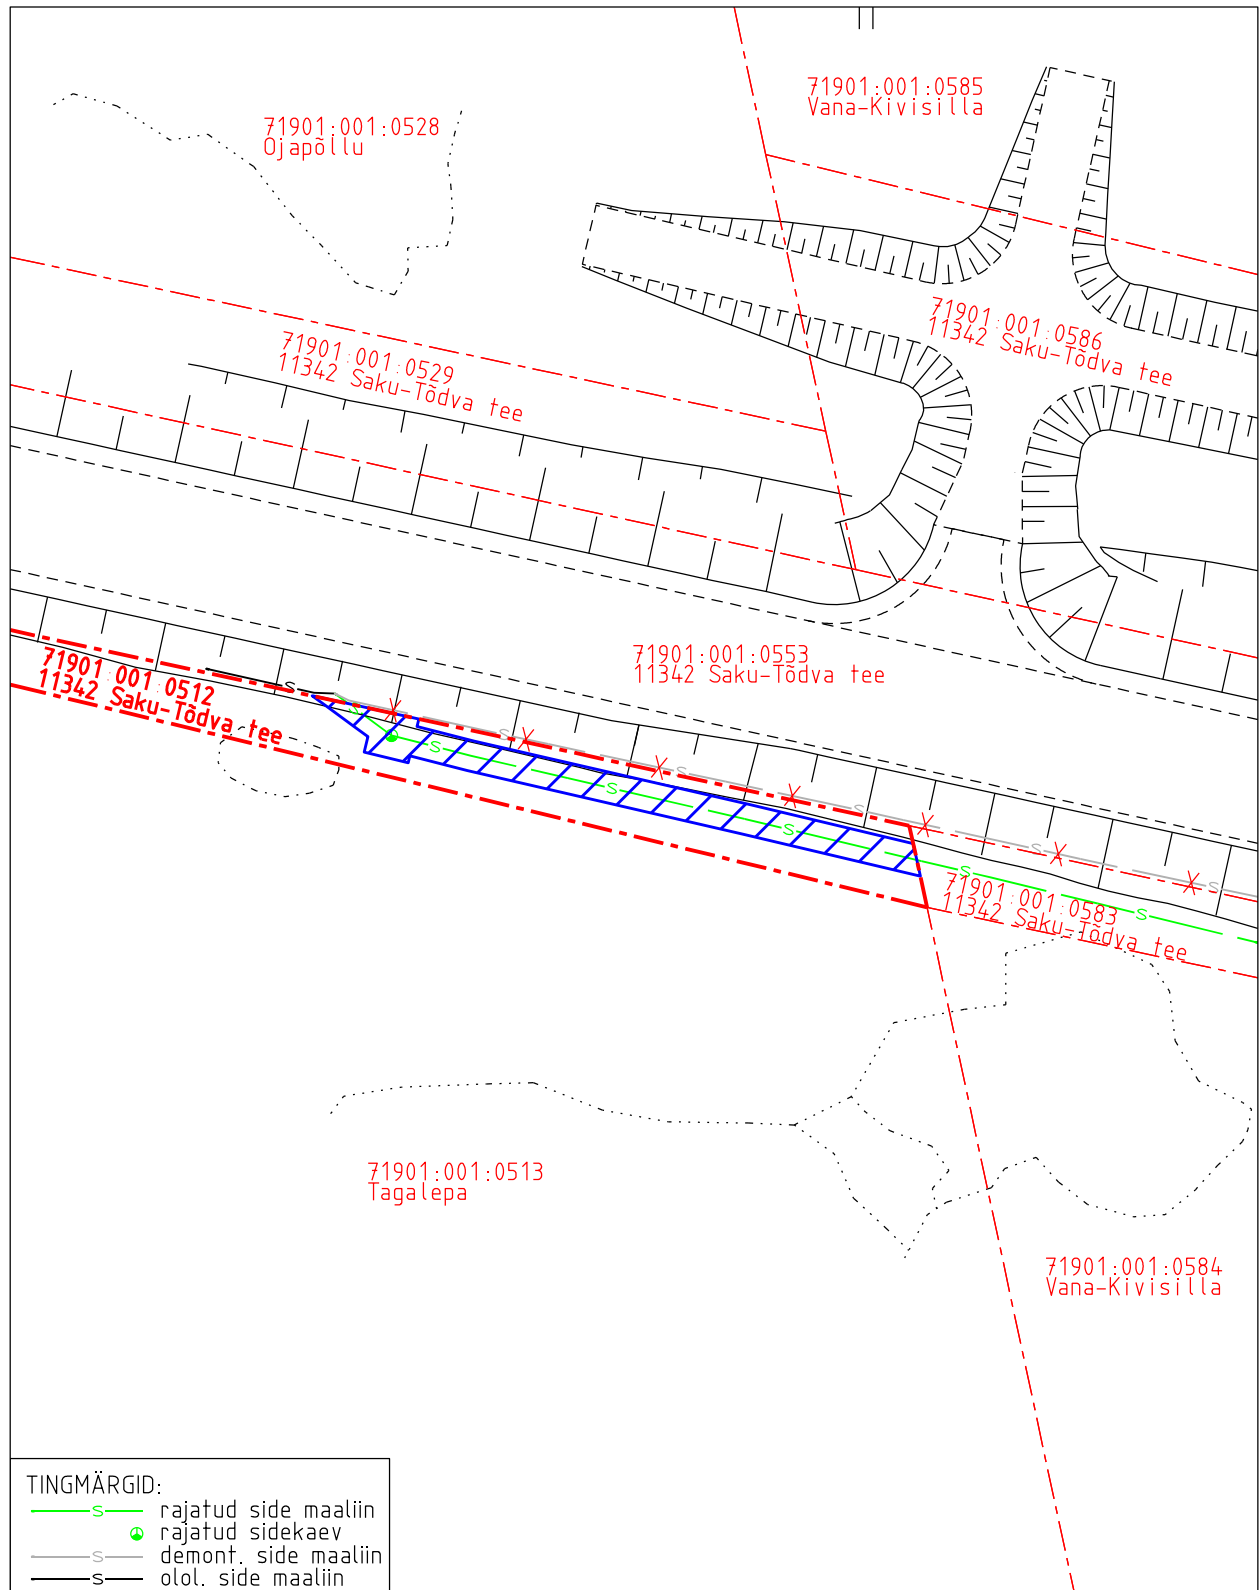 71901:001:0585
Vana-Kivisilla
71901:001:0528
Ojapõllu
71901:001:0586
11342 Saku-Tõdva tee
71901:001:0529
11342 Saku-Tõdva tee
71901:001:0553
11342 Saku-Tõdva tee
71901:001:0512
11342 Saku-Tõdva tee
S
S
S
S
S
S
S
S
S
S
S
S
71901:001:0583
11342 Saku-Tõdva tee
71901:001:0513
Tagalepa
71901:001:0584
Vana-Kivisilla
TINGMÄRGID:
S rajatud side maaliin
rajatud sidekaev
S demont. side maaliin
S olol. side maaliin